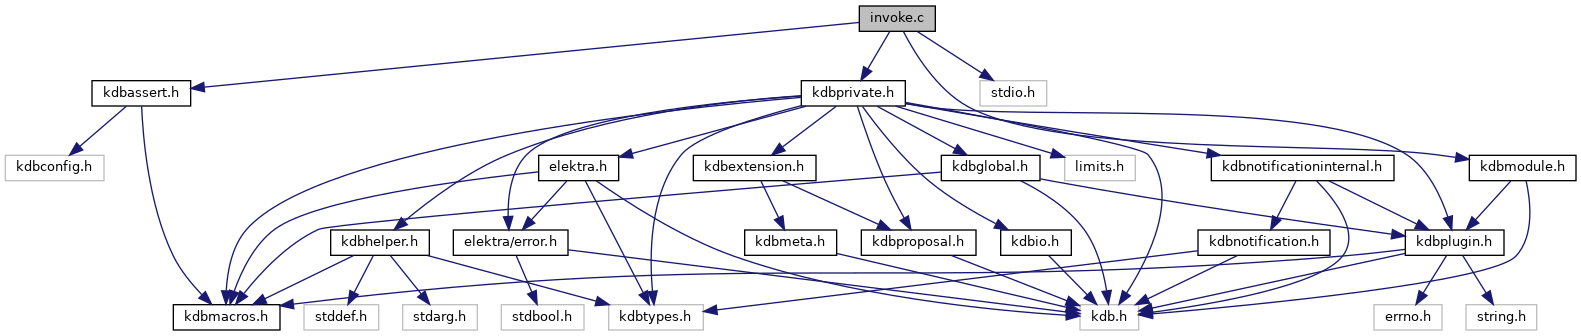 invoke.c
kdbassert.h
kdbprivate.h
stdio.h
kdbconfig.h
elektra.h
kdbextension.h
kdbglobal.h
limits.h
kdbnotificationinternal.h
kdbmodule.h
kdbhelper.h
elektra/error.h
kdbmeta.h
kdbproposal.h
kdbio.h
kdbnotification.h
kdbplugin.h
kdbmacros.h
stddef.h
stdarg.h
stdbool.h
kdbtypes.h
kdb.h
errno.h
string.h